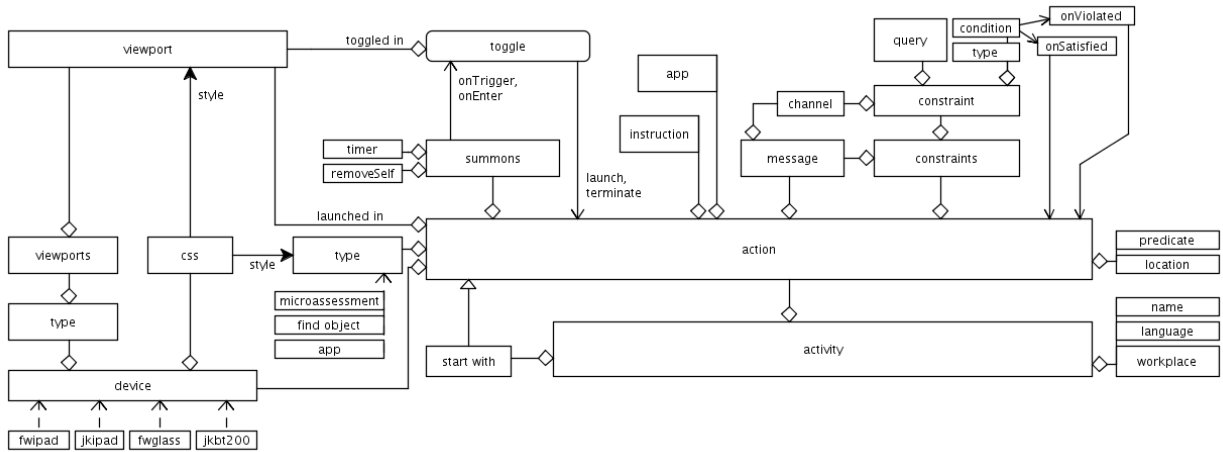 onViolated
condition
onSatisfied
query
type
viewport
toggled in
toggle
app
style
onTrigger,
onEnter
channel
constraint
instruction
timer
removeSelf
summons
message
constraints
launch,
terminate
launched in
action
predicate
location
viewports
css
style
type
microassessment
find object
app
type
name
language
workplace
start with
activity
device
fwipad
jkipad
fwglass
jkbt200